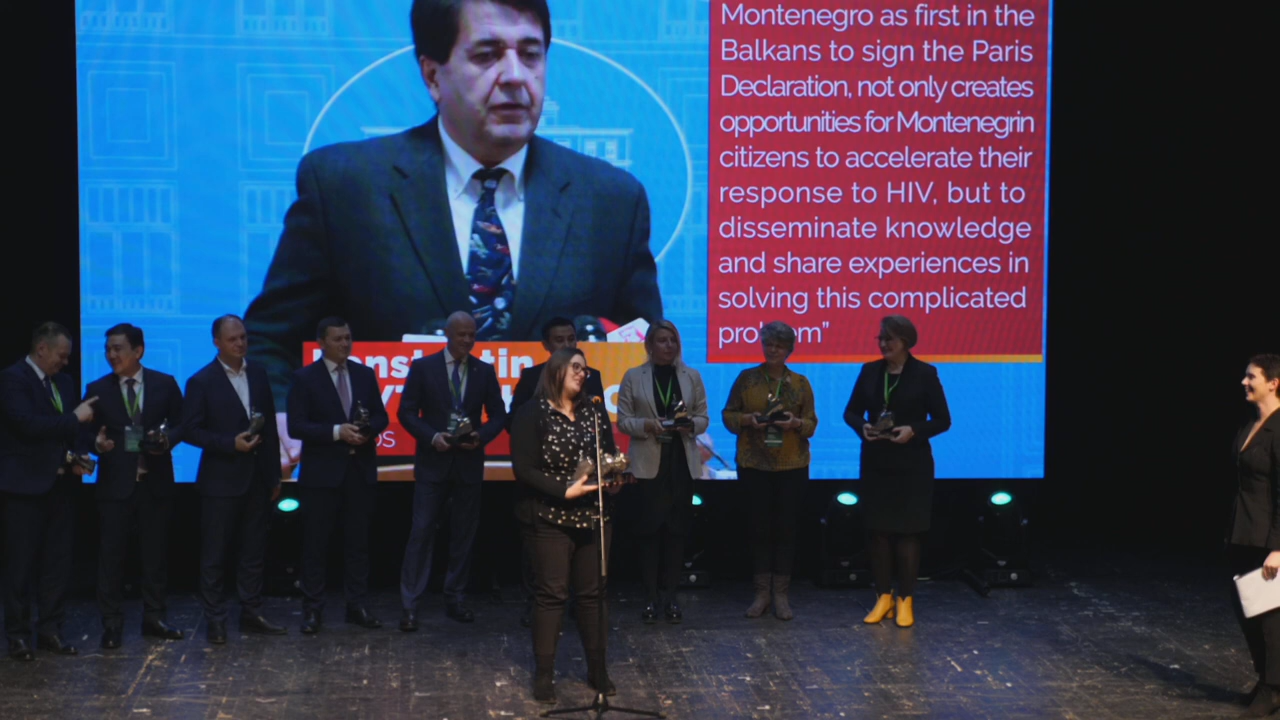 Montenegro as first in the
Balkans to sign the Paris
Declaration, not only creates
opportunities for Montenegrin
citizens to accelerate their
response to HIV, but to
disseminate knowledge
and share experiences in
solving this complicated
problem”
Konstantin